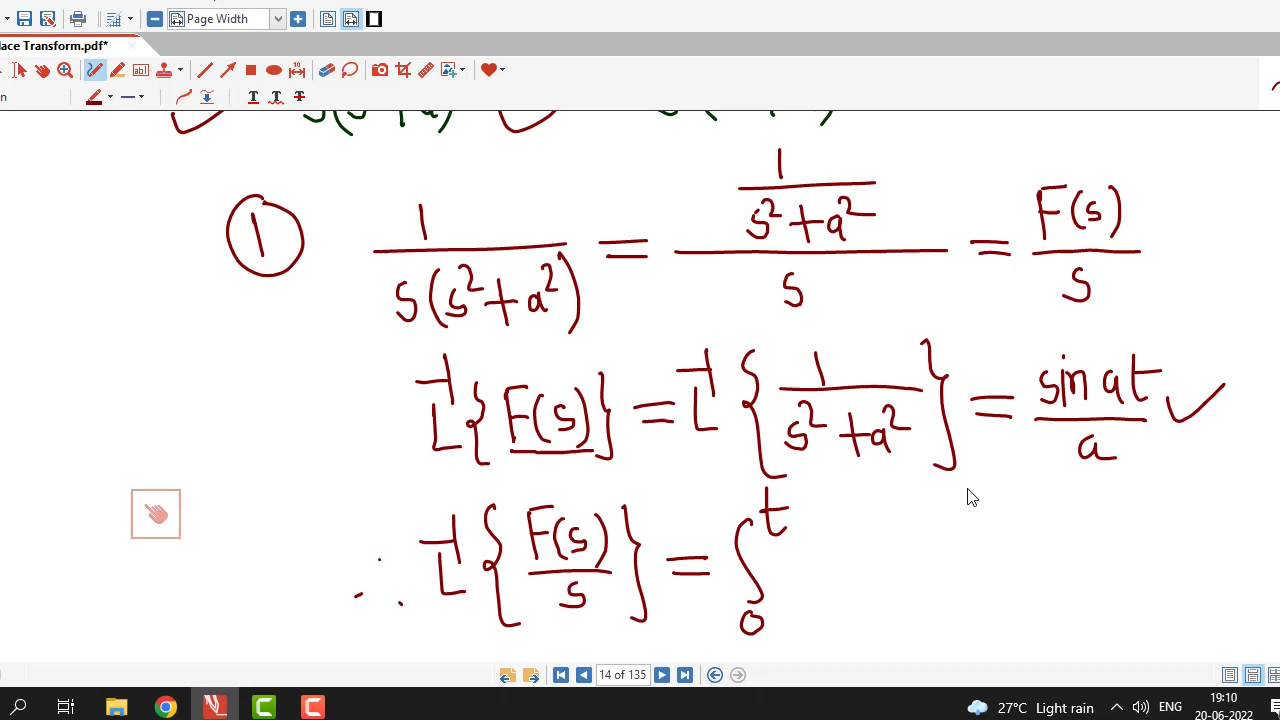 Page Width
lace Transform.pdf*
① 1/(s(s²+a²)) = (1/(s²+a²))/s = F(s)/s
L⁻¹{F(s)} = L⁻¹{1/(s²+a²)} = sin at/a ✓
∴ L⁻¹{F(s)/s} = ∫₀ᵗ
14 of 135
27°C Light rain
ENG
19:10
20-06-2022